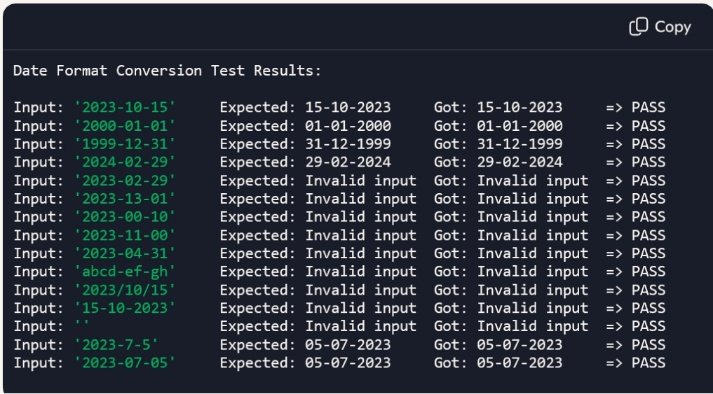 Copy
Date Format Conversion Test Results:
Input: '2023-10-15' Expected: 15-10-2023 Got: 15-10-2023 => PASS
Input: '2000-01-01' Expected: 01-01-2000 Got: 01-01-2000 => PASS
Input: '1999-12-31' Expected: 31-12-1999 Got: 31-12-1999 => PASS
Input: '2024-02-29' Expected: 29-02-2024 Got: 29-02-2024 => PASS
Input: '2023-02-29' Expected: Invalid input Got: Invalid input => PASS
Input: '2023-13-01' Expected: Invalid input Got: Invalid input => PASS
Input: '2023-00-10' Expected: Invalid input Got: Invalid input => PASS
Input: '2023-11-00' Expected: Invalid input Got: Invalid input => PASS
Input: '2023-04-31' Expected: Invalid input Got: Invalid input => PASS
Input: 'abcd-ef-gh' Expected: Invalid input Got: Invalid input => PASS
Input: '2023/10/15' Expected: Invalid input Got: Invalid input => PASS
Input: '15-10-2023' Expected: Invalid input Got: Invalid input => PASS
Input: '' Expected: Invalid input Got: Invalid input => PASS
Input: '2023-7-5' Expected: 05-07-2023 Got: 05-07-2023 => PASS
Input: '2023-07-05' Expected: 05-07-2023 Got: 05-07-2023 => PASS